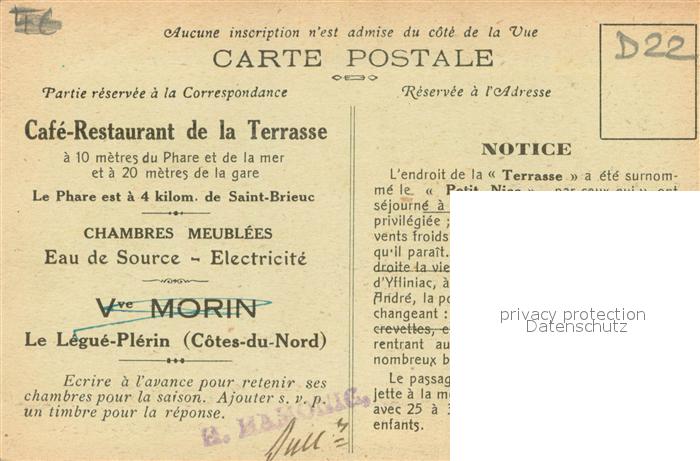 Aucune inscription n'est admise du côté de la Vue
CARTE POSTALE
Partie réservée à la Correspondance
Réservée à l'Adresse
D22
Café-Restaurant de la Terrasse
à 10 mètres du Phare et de la mer
et à 20 mètres de la gare
Le Phare est à 4 kilom. de Saint-Brieuc
CHAMBRES MEUBLÉES
Eau de Source - Electricité
Vve MORIN
Le Légué-Plérin (Côtes-du-Nord)
Ecrire à l'avance pour retenir ses
chambres pour la saison. Ajouter s. v. p.
un timbre pour la réponse.
NOTICE
L'endroit de la « Terrasse » a été surnom-
mé le « Petit Nice » par ceux qui y ont
séjourné à
privilégiée ;
vents froids
qu'il paraît.
droite la vie
d'Yffiniac, à
André, la po
changeant :
crevettes, e
rentrant au
nombreux b
Le passag
jette à la m
avec 25 à
enfants.
privacy protection
Datenschutz